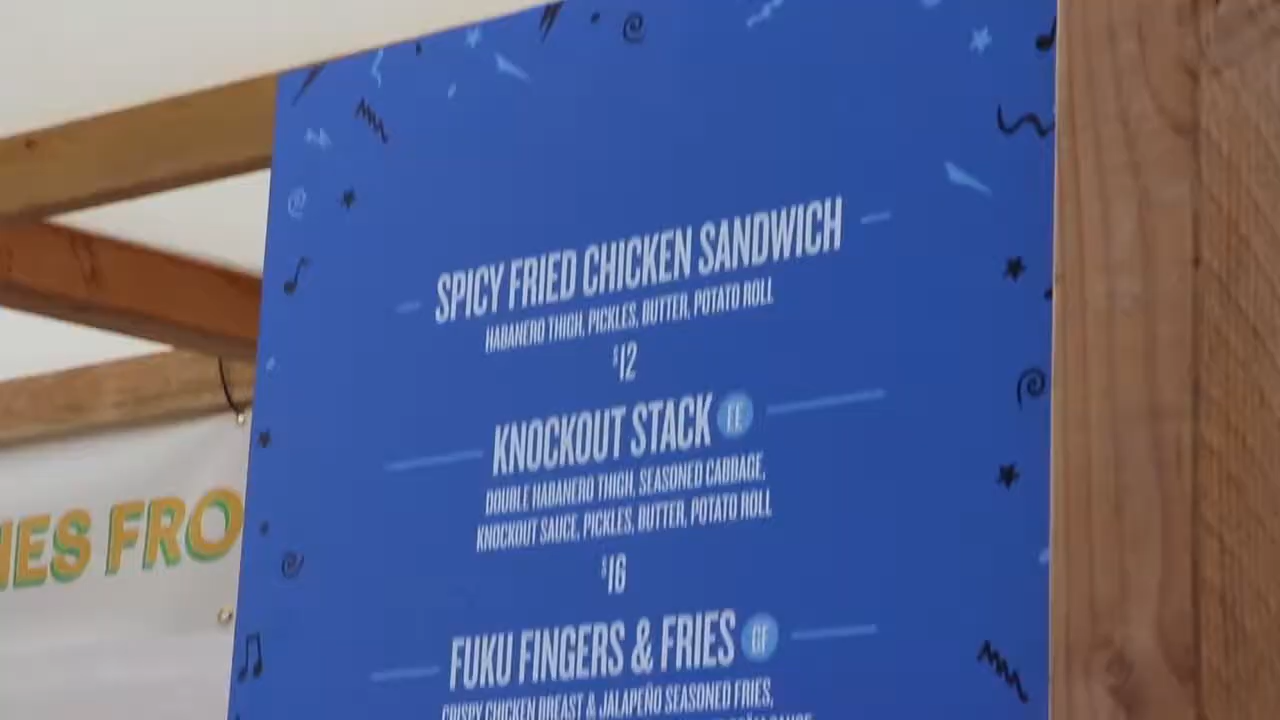 SPICY FRIED CHICKEN SANDWICH
HABANERO THIGH, PICKLES, BUTTER, POTATO ROLL
$12
KNOCKOUT STACK
DOUBLE HABANERO THIGH, SEASONED CABBAGE,
KNOCKOUT SAUCE, PICKLES, BUTTER, POTATO ROLL
$16
FUKU FINGERS & FRIES GF
CRISPY CHICKEN BREAST & JALAPEÑO SEASONED FRIES,
FRO